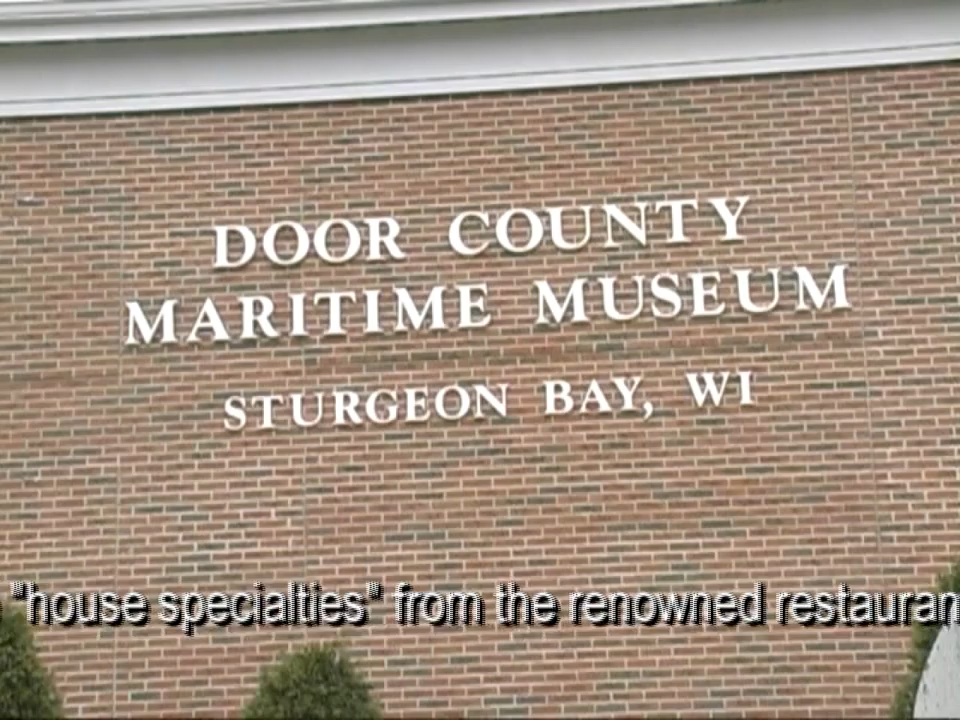 DOOR COUNTY
MARITIME MUSEUM
STURGEON BAY, WI
"house specialties" from the renowned